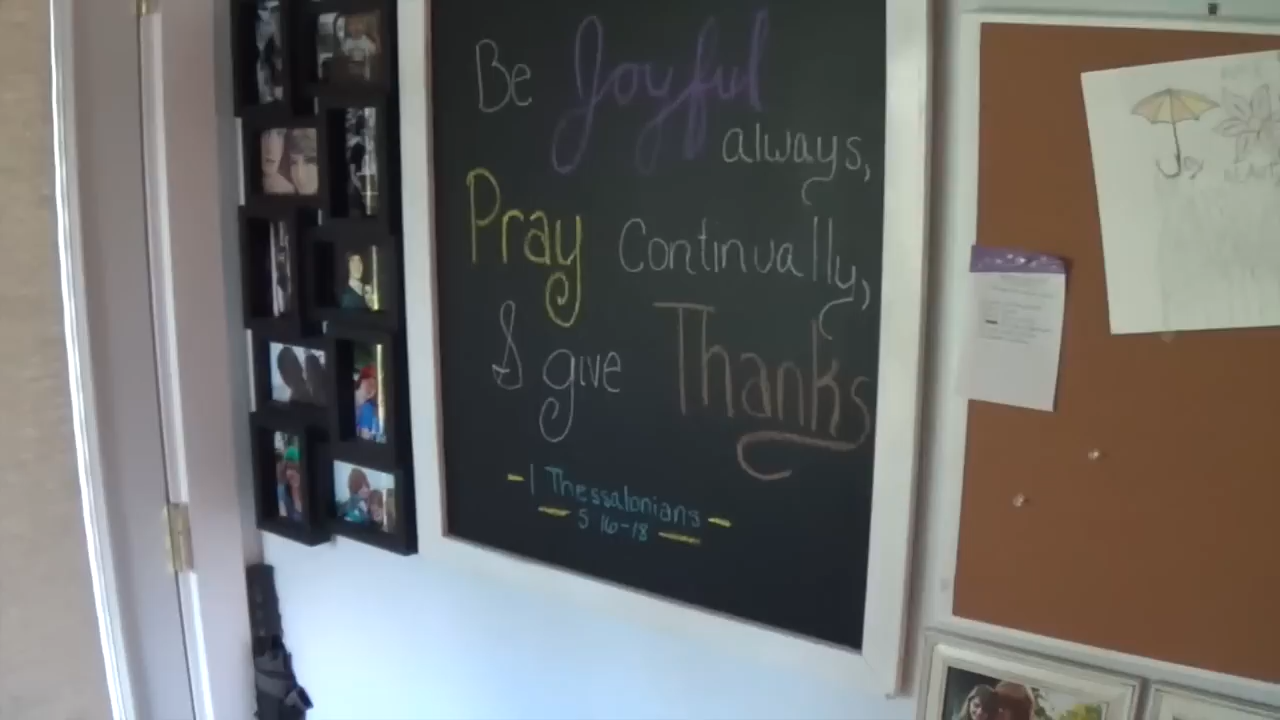 Be Joyful
always,
Pray Continually,
& give Thanks
-1 Thessalonians-
5 16-18